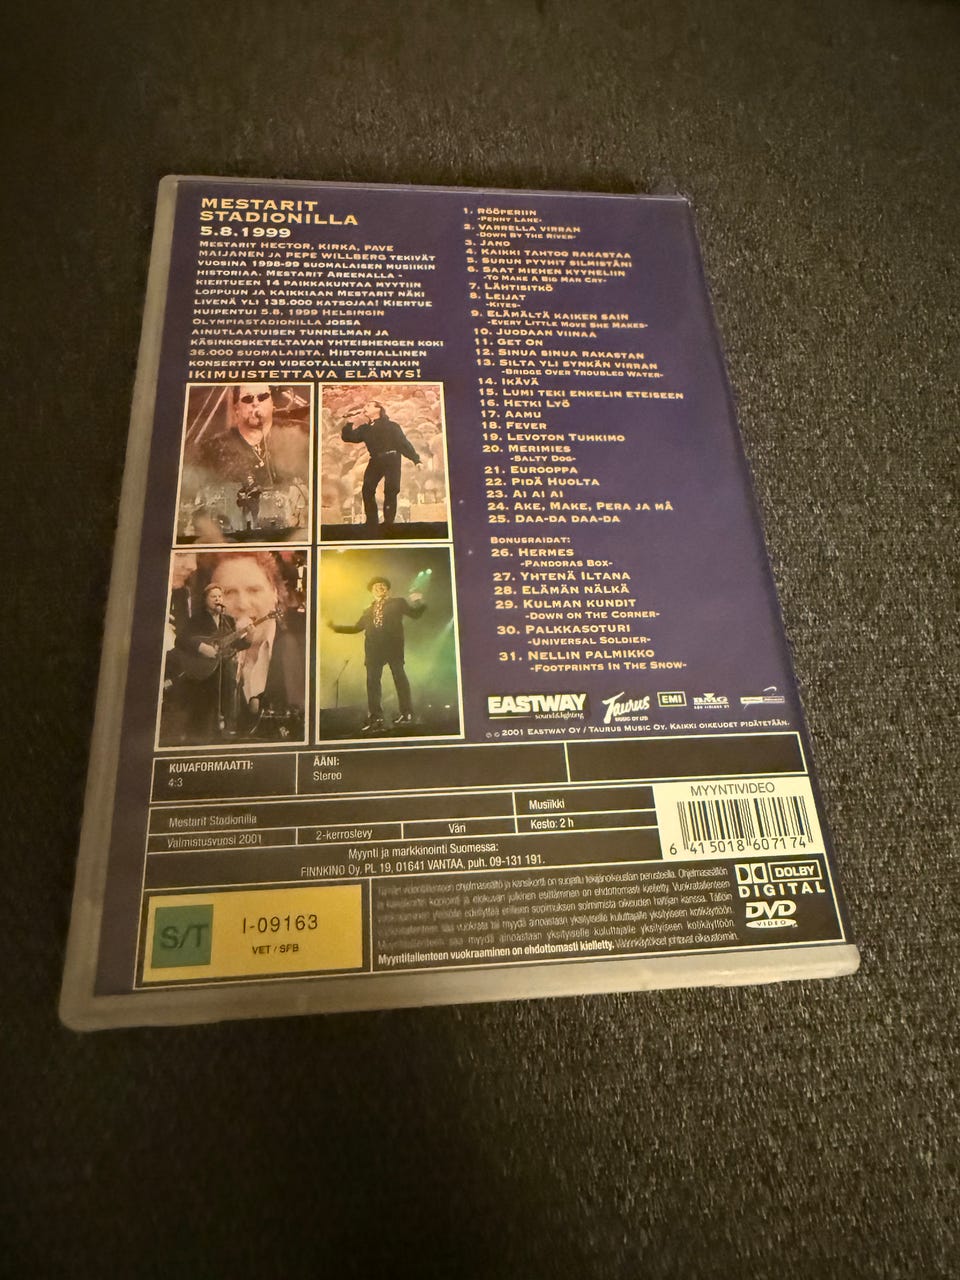 MESTARIT
STADIONILLA
5.8.1999
MESTARIT HECTOR, KIRKA, PAVE
MAIJANEN JA PEPE WILLBERG TEKIVÄT
VUOSINA 1998-99 SUOMALAISEN MUSIIKIN
HISTORIAA. MESTARIT AREENALLA -
KIERTUEEN 14 PAIKKAKUNTAA MYYTIIN
LOPPUUN JA KAIKKIAAN MESTARIT NÄKI
LIVENÄ YLI 135.000 KATSOJAA! KIERTUE
HUIPENTUI 5.8. 1999 HELSINGIN
OLYMPIASTADIONILLA JOSSA
AINUTLAATUISEN TUNNELMAN JA
KÄSINKOSKETELTAVAN YHTEISHENGEN KOKI
36.000 SUOMALAISTA. HISTORIALLINEN
KONSERTTI ON VIDEOTALLENTEENAKIN
IKIMUISTETTAVA ELÄMYS!
1. RÖÖPERIIN
-PENNY LANE-
2. VARRELLA VIRRAN
-DOWN BY THE RIVER-
3. JANO
4. KAIKKI TAHTOO RAKASTAA
5. SURUN PYYHIT SILMISTÄNI
6. SAAT MIEHEN KYYNELIIN
-TO MAKE A BIG MAN CRY-
7. LÄHTISITKÖ
8. LEIJAT
-KITES-
9. ELÄMÄLTÄ KAIKEN SAIN
-EVERY LITTLE MOVE SHE MAKES-
10. JUODAAN VIINAA
11. GET ON
12. SINUA SINUA RAKASTAN
13. SILTA YLI SYNKÄN VIRRAN
-BRIDGE OVER TROUBLED WATER-
14. IKÄVÄ
15. LUMI TEKI ENKELIN ETEISEEN
16. HETKI LYÖ
17. AAMU
18. FEVER
19. LEVOTON TUHKIMO
20. MERIMIES
-SALTY DOG-
21. EUROOPPA
22. PIDÄ HUOLTA
23. AI AI AI
24. AKE, MAKE, PERA JA MÄ
25. DAA-DA DAA-DA
BONUSRAIDAT:
26. HERMES
-PANDORAS BOX-
27. YHTENÄ ILTANA
28. ELÄMÄN NÄLKÄ
29. KULMAN KUNDIT
-DOWN ON THE CORNER-
30. PALKKASOTURI
-UNIVERSAL SOLDIER-
31. NELLIN PALMIKKO
-FOOTPRINTS IN THE SNOW-
EASTWAY
sound&lighting
Taurus
MUSIC OY LTD
EMI
BMG
℗ © 2001 EASTWAY OY / TAURUS MUSIC OY. KAIKKI OIKEUDET PIDÄTETÄÄN.
KUVAFORMAATTI:
4:3
ÄÄNI:
Stereo
Mestarit Stadionilla
Musiikki
Valmistusvuosi 2001
2-kerroslevy
Väri
Kesto: 2 h
Myynti ja markkinointi Suomessa:
FINNKINO Oy, PL 19, 01641 VANTAA, puh. 09-131 191.
MYYNTIVIDEO
6 415018 607174
S/T
I-09163
VET / SFB
Myyntitallenteen vuokraaminen on ehdottomasti kielletty. Väärinkäytökset johtavat oikeustoimiin.
DOLBY
DIGITAL
DVD
VIDEO